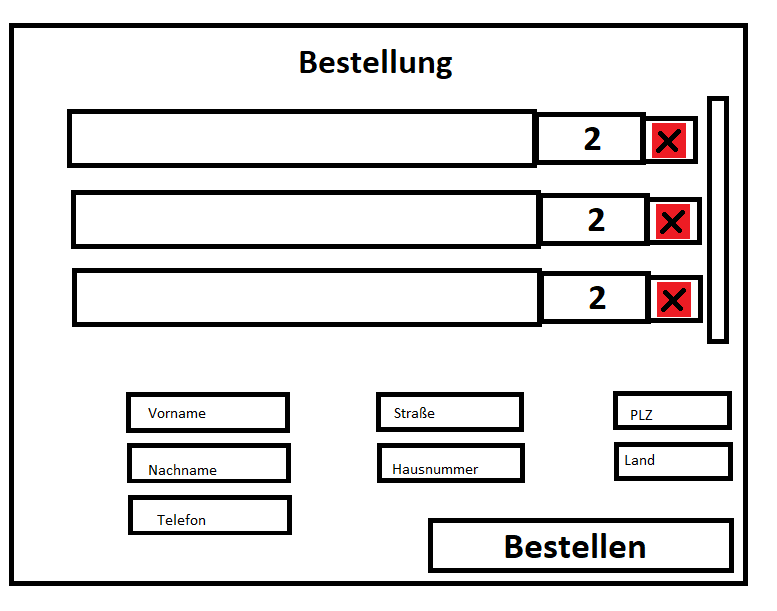 Bestellung
2
2
2
Vorname
Straße
PLZ
Nachname
Hausnummer
Land
Telefon
Bestellen